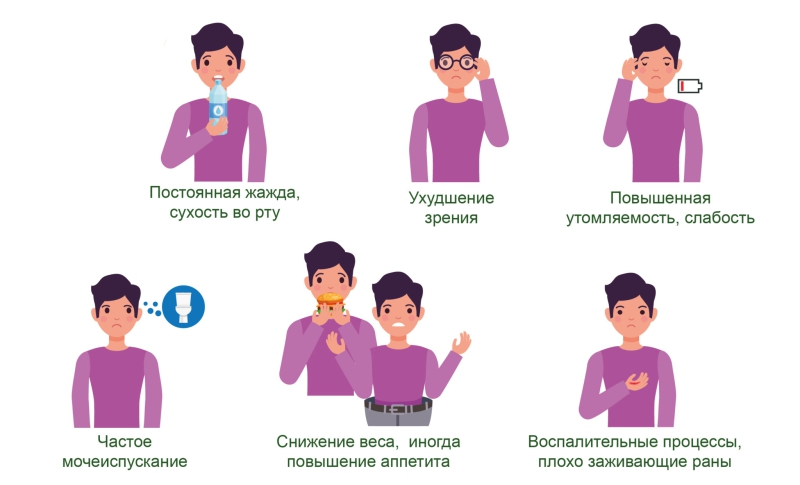 Постоянная жажда,
сухость во рту
Ухудшение
зрения
Повышенная
утомляемость, слабость
Частое
мочеиспускание
Снижение веса, иногда
повышение аппетита
Воспалительные процессы,
плохо заживающие раны